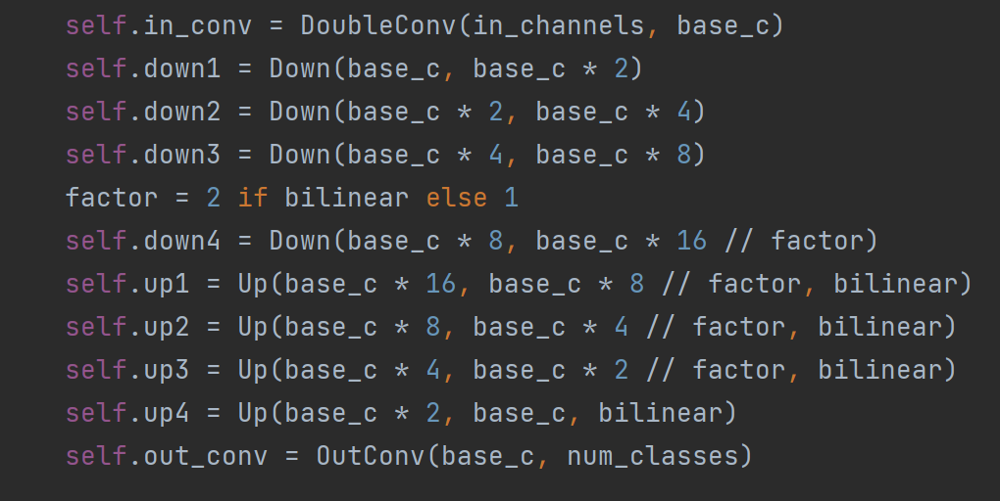 self.in_conv = DoubleConv(in_channels, base_c)
self.down1 = Down(base_c, base_c * 2)
self.down2 = Down(base_c * 2, base_c * 4)
self.down3 = Down(base_c * 4, base_c * 8)
factor = 2 if bilinear else 1
self.down4 = Down(base_c * 8, base_c * 16 // factor)
self.up1 = Up(base_c * 16, base_c * 8 // factor, bilinear)
self.up2 = Up(base_c * 8, base_c * 4 // factor, bilinear)
self.up3 = Up(base_c * 4, base_c * 2 // factor, bilinear)
self.up4 = Up(base_c * 2, base_c, bilinear)
self.out_conv = OutConv(base_c, num_classes)